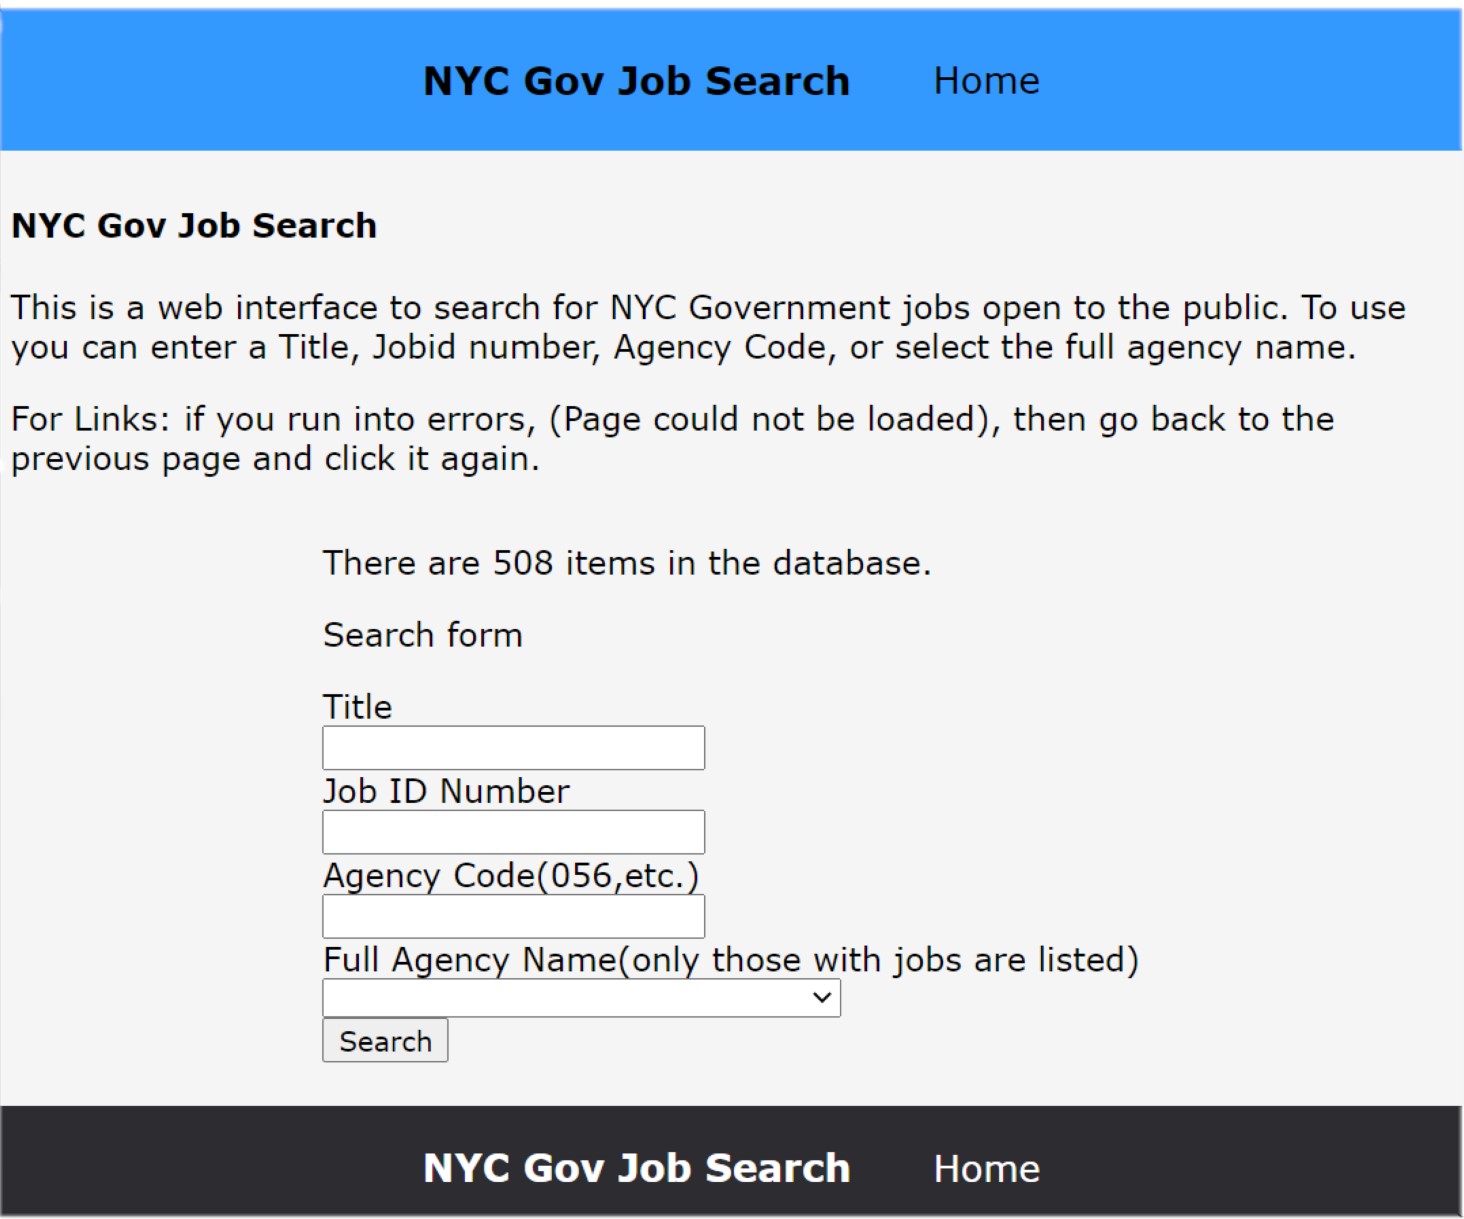 NYC Gov Job Search Home
NYC Gov Job Search
This is a web interface to search for NYC Government jobs open to the public. To use
you can enter a Title, Jobid number, Agency Code, or select the full agency name.
For Links: if you run into errors, (Page could not be loaded), then go back to the
previous page and click it again.
There are 508 items in the database.
Search form
Title
Job ID Number
Agency Code(056,etc.)
Full Agency Name(only those with jobs are listed)
Search
NYC Gov Job Search Home